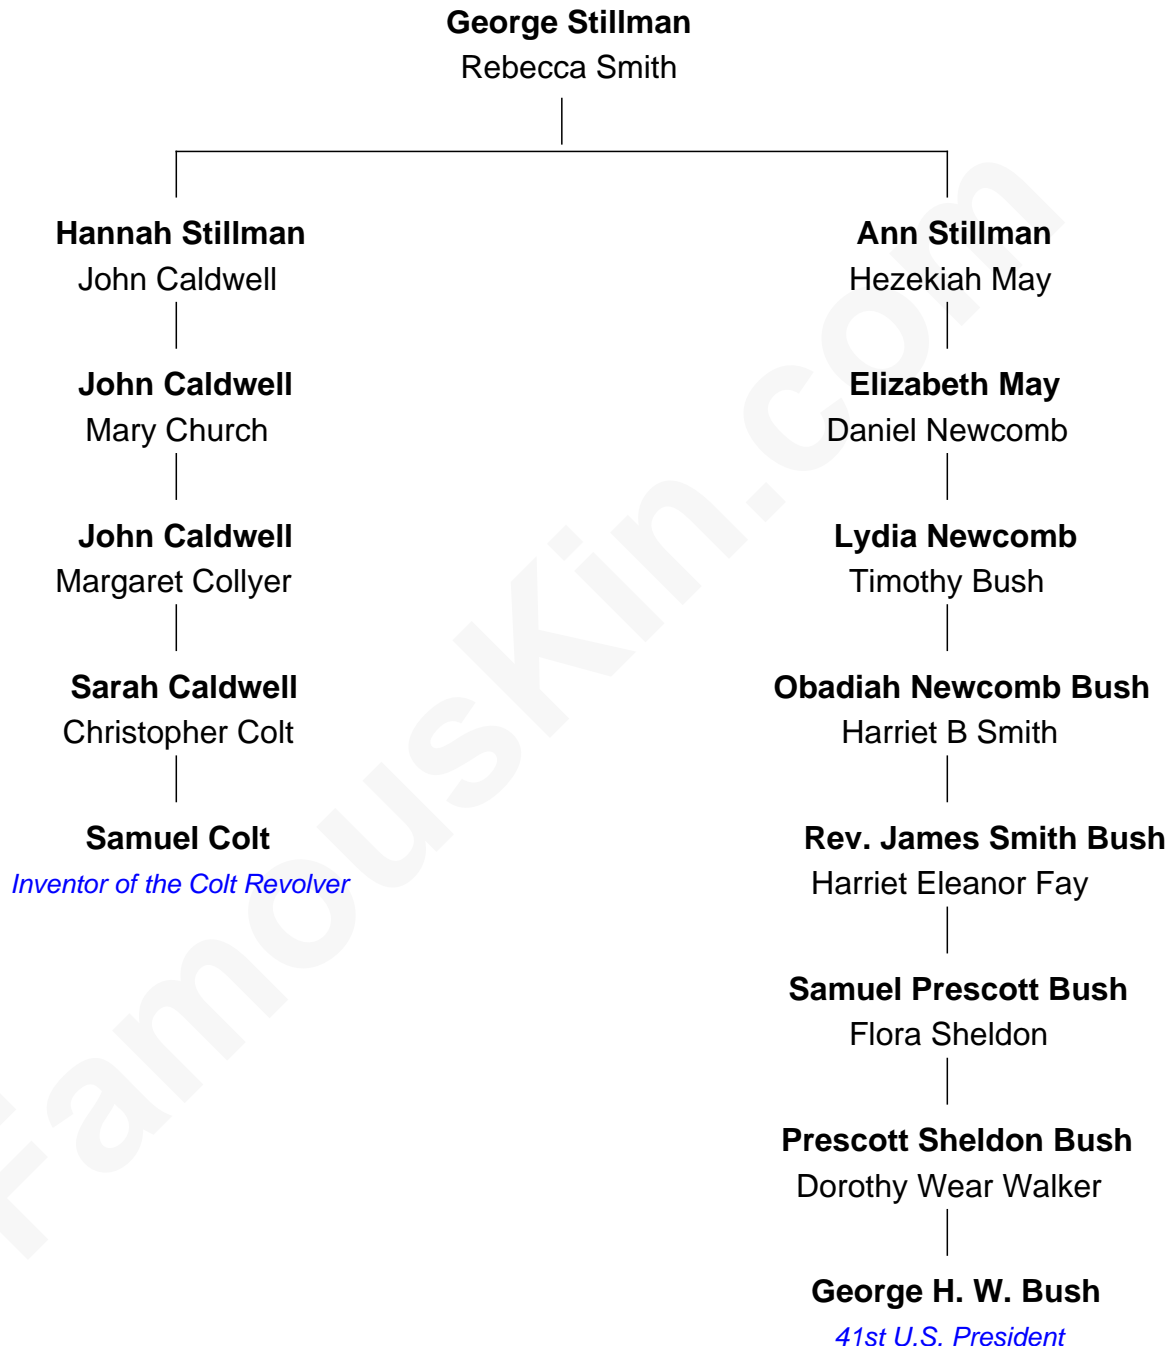 George Stillman
Rebecca Smith
Hannah Stillman
John Caldwell
Ann Stillman
Hezekiah May
John Caldwell
Mary Church
Elizabeth May
Daniel Newcomb
John Caldwell
Margaret Collyer
Lydia Newcomb
Timothy Bush
Sarah Caldwell
Christopher Colt
Obadiah Newcomb Bush
Harriet B Smith
Samuel Colt
Inventor of the Colt Revolver
Rev. James Smith Bush
Harriet Eleanor Fay
Samuel Prescott Bush
Flora Sheldon
Prescott Sheldon Bush
Dorothy Wear Walker
George H. W. Bush
41st U.S. President
FamousKin.com